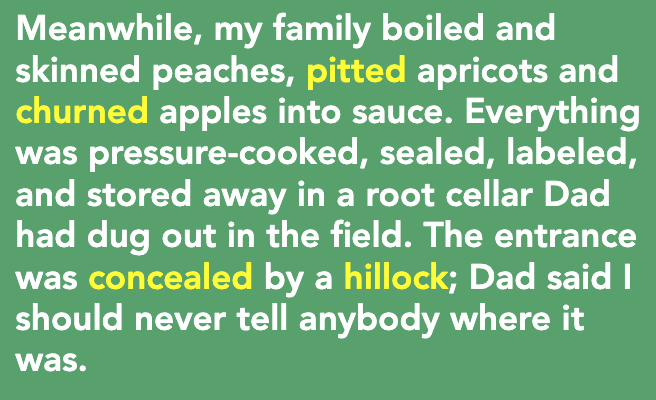 Meanwhile, my family boiled and
skinned peaches, pitted apricots and
churned apples into sauce. Everything
was pressure-cooked, sealed, labeled,
and stored away in a root cellar Dad
had dug out in the field. The entrance
was concealed by a hillock; Dad said I
should never tell anybody where it
was.